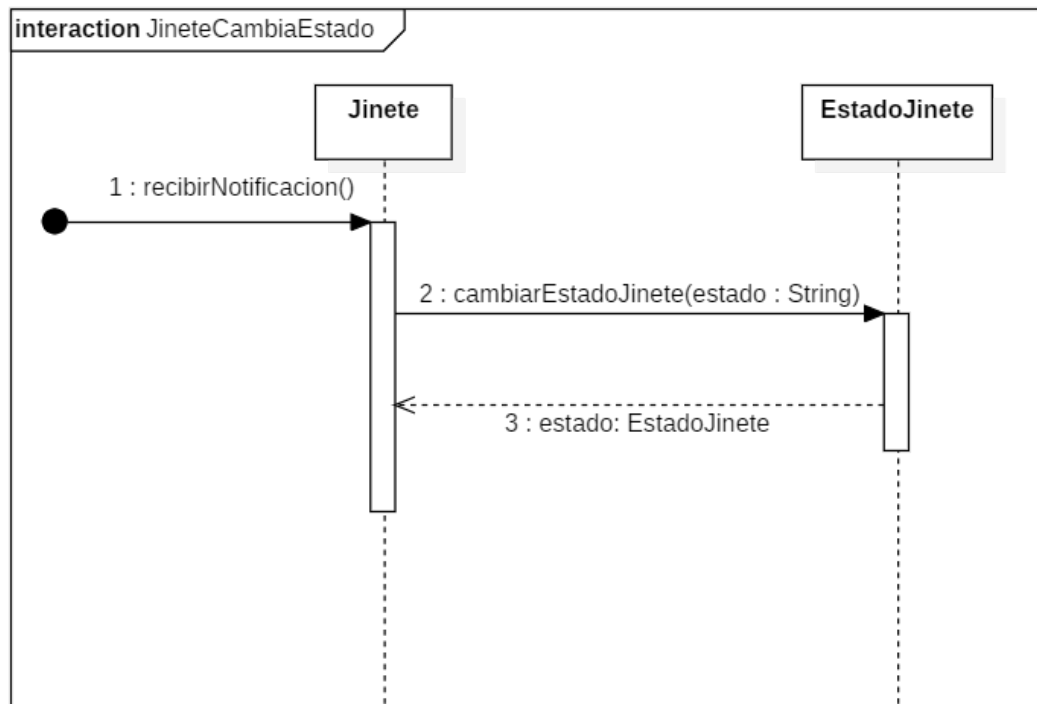 interaction JineteCambiaEstado
Jinete
EstadoJinete
1 : recibirNotificacion()
2 : cambiarEstadoJinete(estado : String)
3 : estado: EstadoJinete